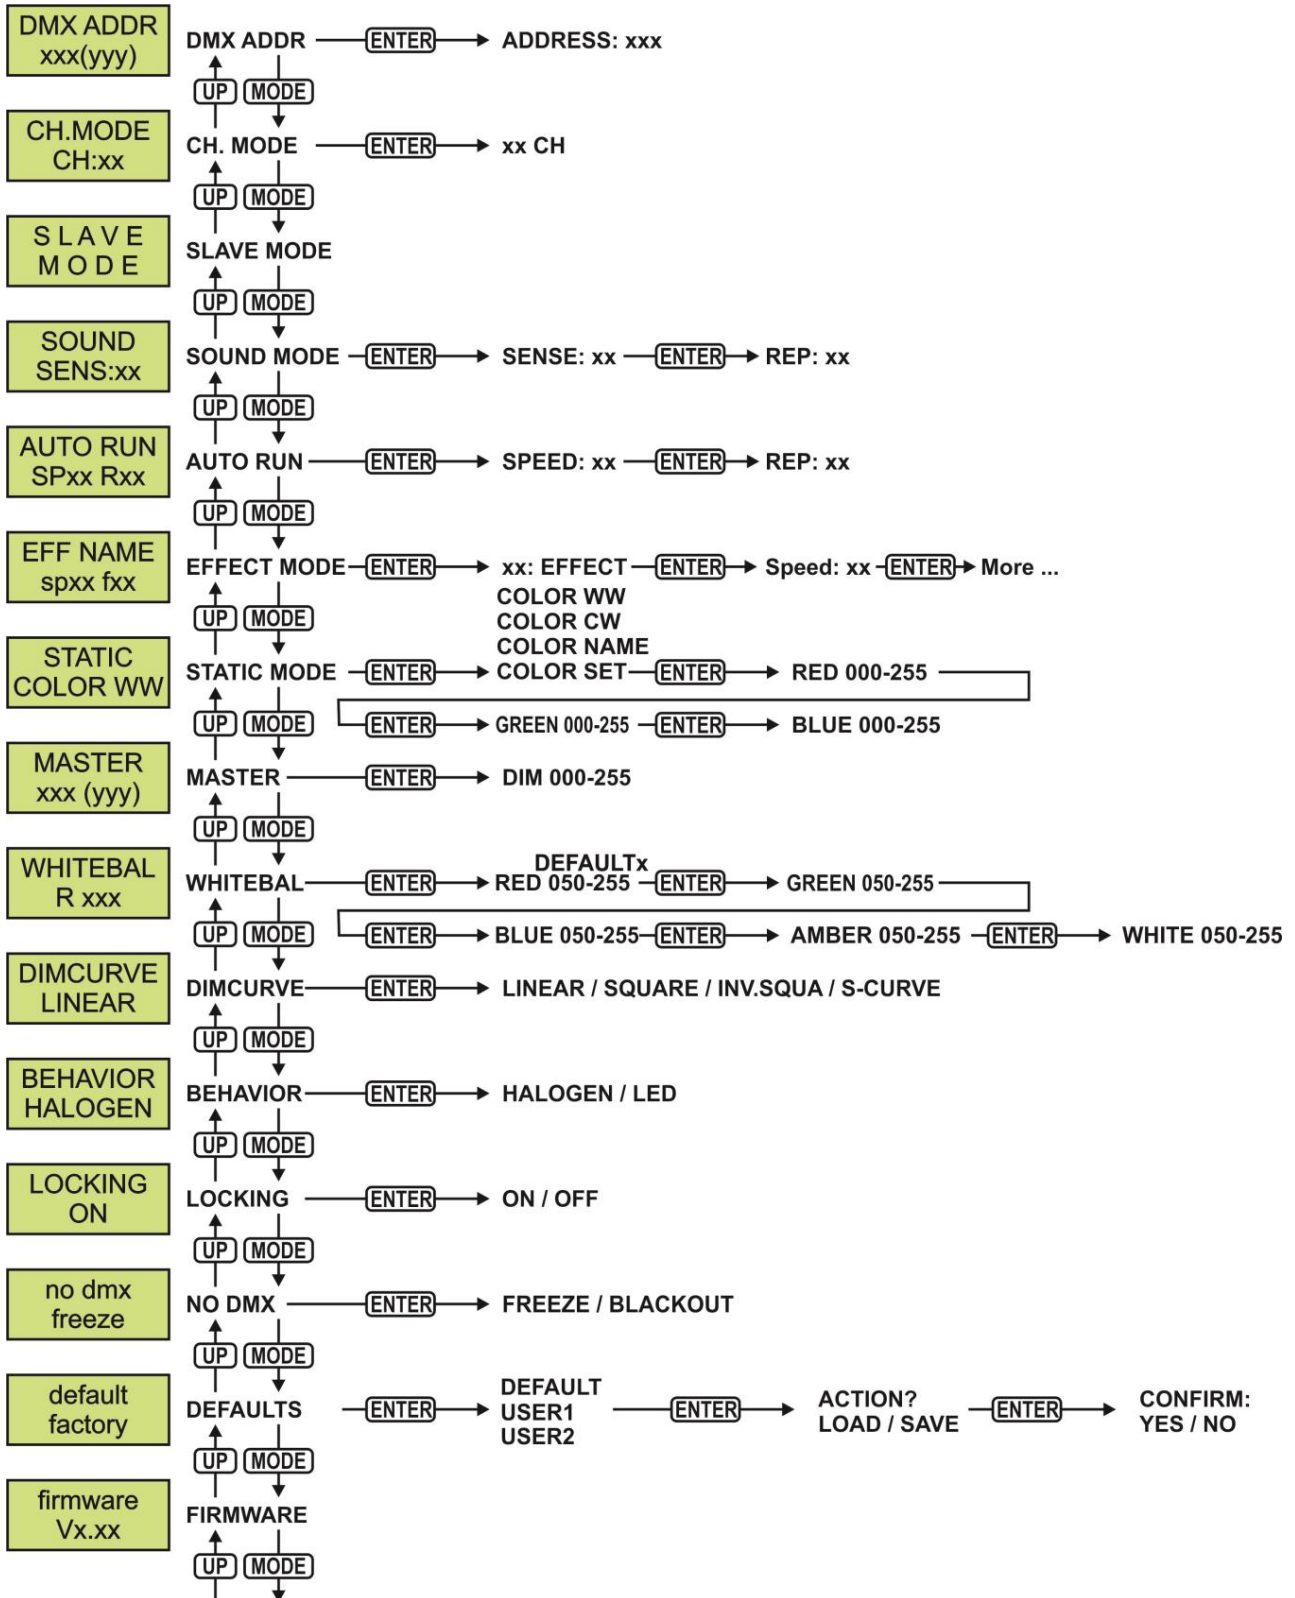 DMX ADDR
xxx(yyy)
DMX ADDR ENTER ADDRESS: xxx
UP MODE
CH.MODE
CH:xx
CH. MODE ENTER xx CH
UP MODE
S L A V E
M O D E
SLAVE MODE
UP MODE
SOUND
SENS:xx
SOUND MODE ENTER SENSE: xx ENTER REP: xx
UP MODE
AUTO RUN
SPxx Rxx
AUTO RUN ENTER SPEED: xx ENTER REP: xx
UP MODE
EFF NAME
spxx fxx
EFFECT MODE ENTER xx: EFFECT ENTER Speed: xx ENTER More ...
UP MODE
COLOR WW
COLOR CW
COLOR NAME
STATIC
COLOR WW
STATIC MODE ENTER COLOR SET ENTER RED 000-255
UP MODE ENTER GREEN 000-255 ENTER BLUE 000-255
MASTER
xxx (yyy)
MASTER ENTER DIM 000-255
UP MODE
WHITEBAL
R xxx
DEFAULTx
WHITEBAL ENTER RED 050-255 ENTER GREEN 050-255
UP MODE ENTER BLUE 050-255 ENTER AMBER 050-255 ENTER WHITE 050-255
DIMCURVE
LINEAR
DIMCURVE ENTER LINEAR / SQUARE / INV.SQUA / S-CURVE
UP MODE
BEHAVIOR
HALOGEN
BEHAVIOR ENTER HALOGEN / LED
UP MODE
LOCKING
ON
LOCKING ENTER ON / OFF
UP MODE
no dmx
freeze
NO DMX ENTER FREEZE / BLACKOUT
UP MODE
default
factory
DEFAULTS ENTER DEFAULT
USER1
USER2
ENTER ACTION?
LOAD / SAVE
ENTER CONFIRM:
YES / NO
UP MODE
firmware
Vx.xx
FIRMWARE
UP MODE